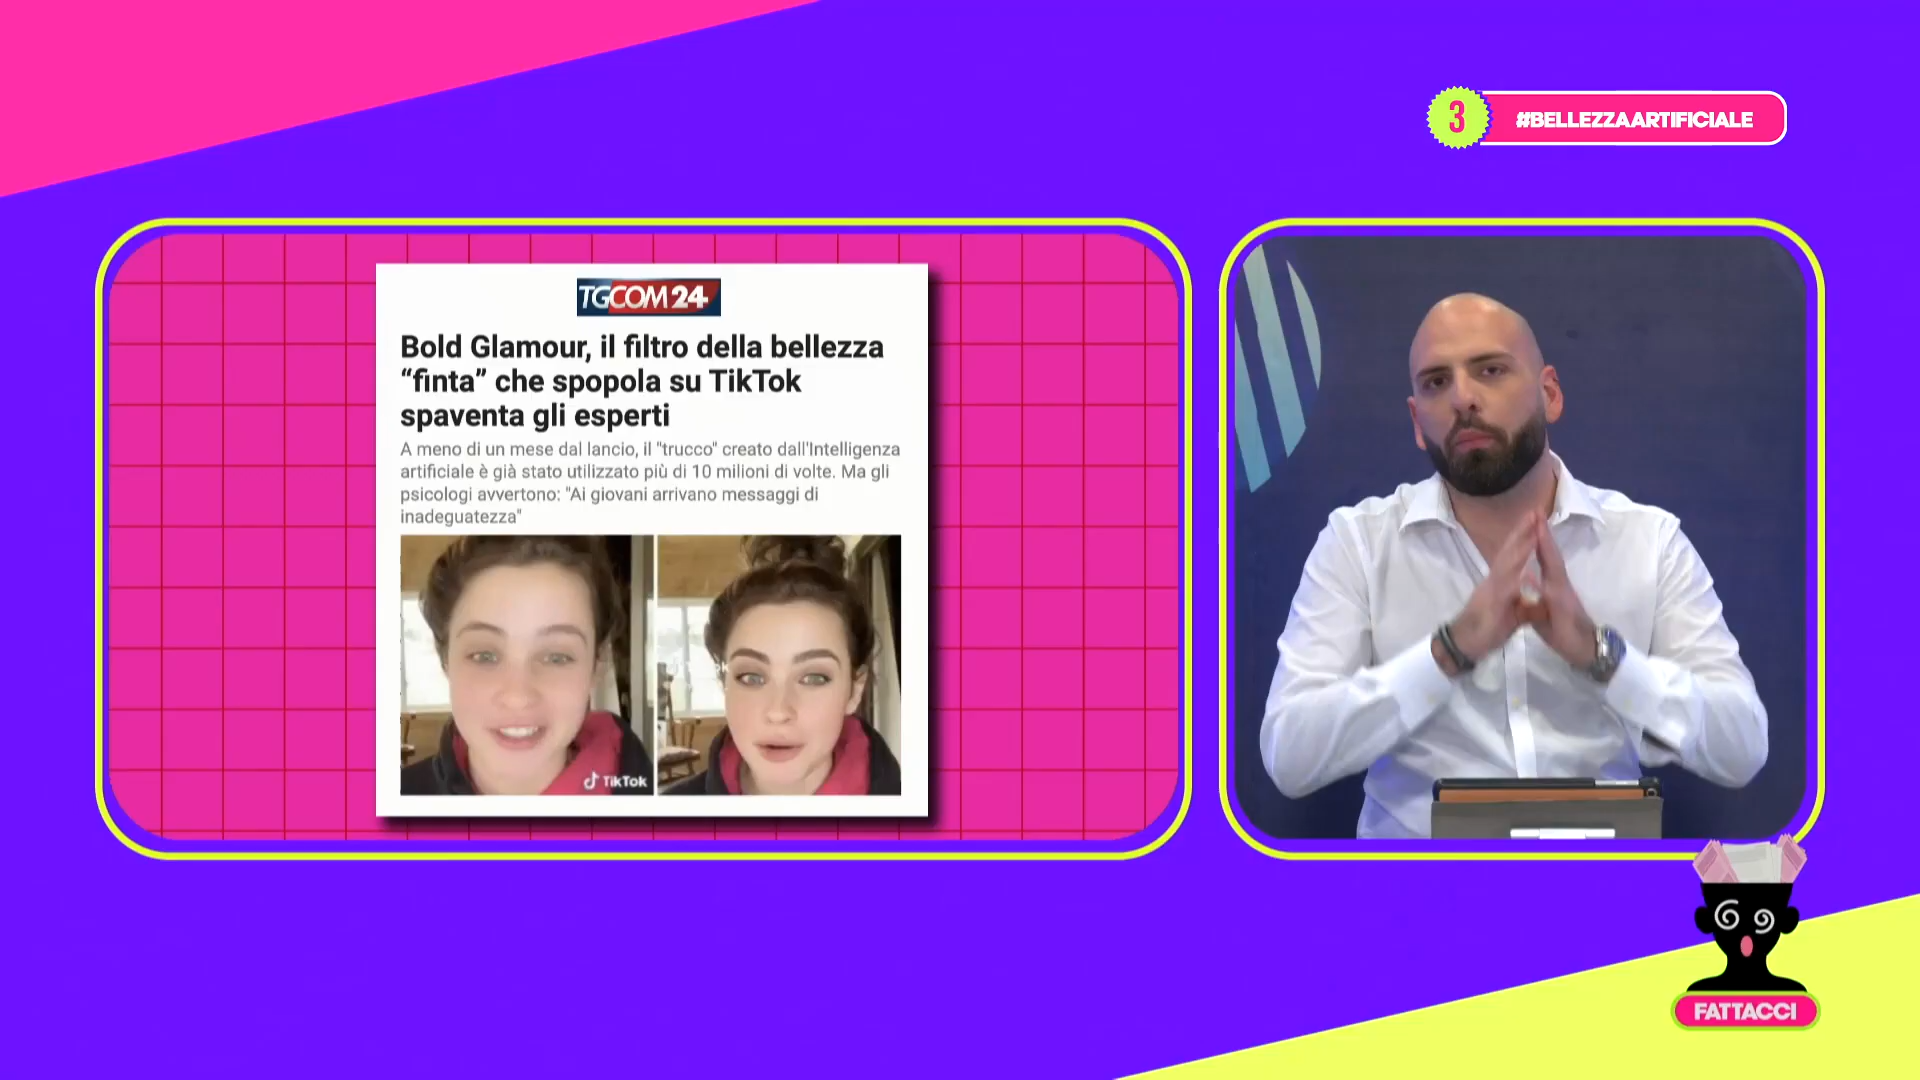 3
#BELLEZZAARTIFICIALE
TGCOM24
Bold Glamour, il filtro della bellezza
“finta” che spopola su TikTok
spaventa gli esperti
A meno di un mese dal lancio, il "trucco" creato dall'Intelligenza
artificiale è già stato utilizzato più di 10 milioni di volte. Ma gli
psicologi avvertono: "Ai giovani arrivano messaggi di
inadeguatezza"
TikTok
FATTACCI